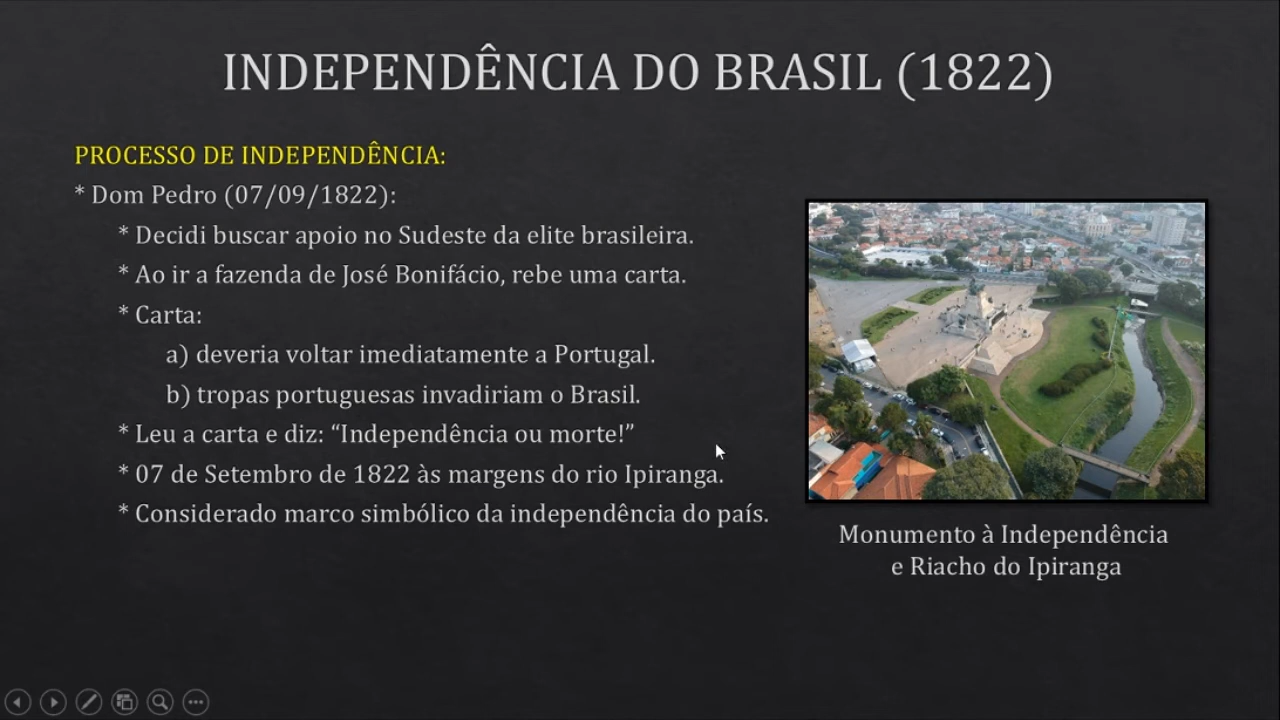 INDEPENDÊNCIA DO BRASIL (1822)
PROCESSO DE INDEPENDÊNCIA:
* Dom Pedro (07/09/1822):
* Decidi buscar apoio no Sudeste da elite brasileira.
* Ao ir a fazenda de José Bonifácio, rebe uma carta.
* Carta:
a) deveria voltar imediatamente a Portugal.
b) tropas portuguesas invadiriam o Brasil.
* Leu a carta e diz: “Independência ou morte!”
* 07 de Setembro de 1822 às margens do rio Ipiranga.
* Considerado marco simbólico da independência do país.
Monumento à Independência
e Riacho do Ipiranga